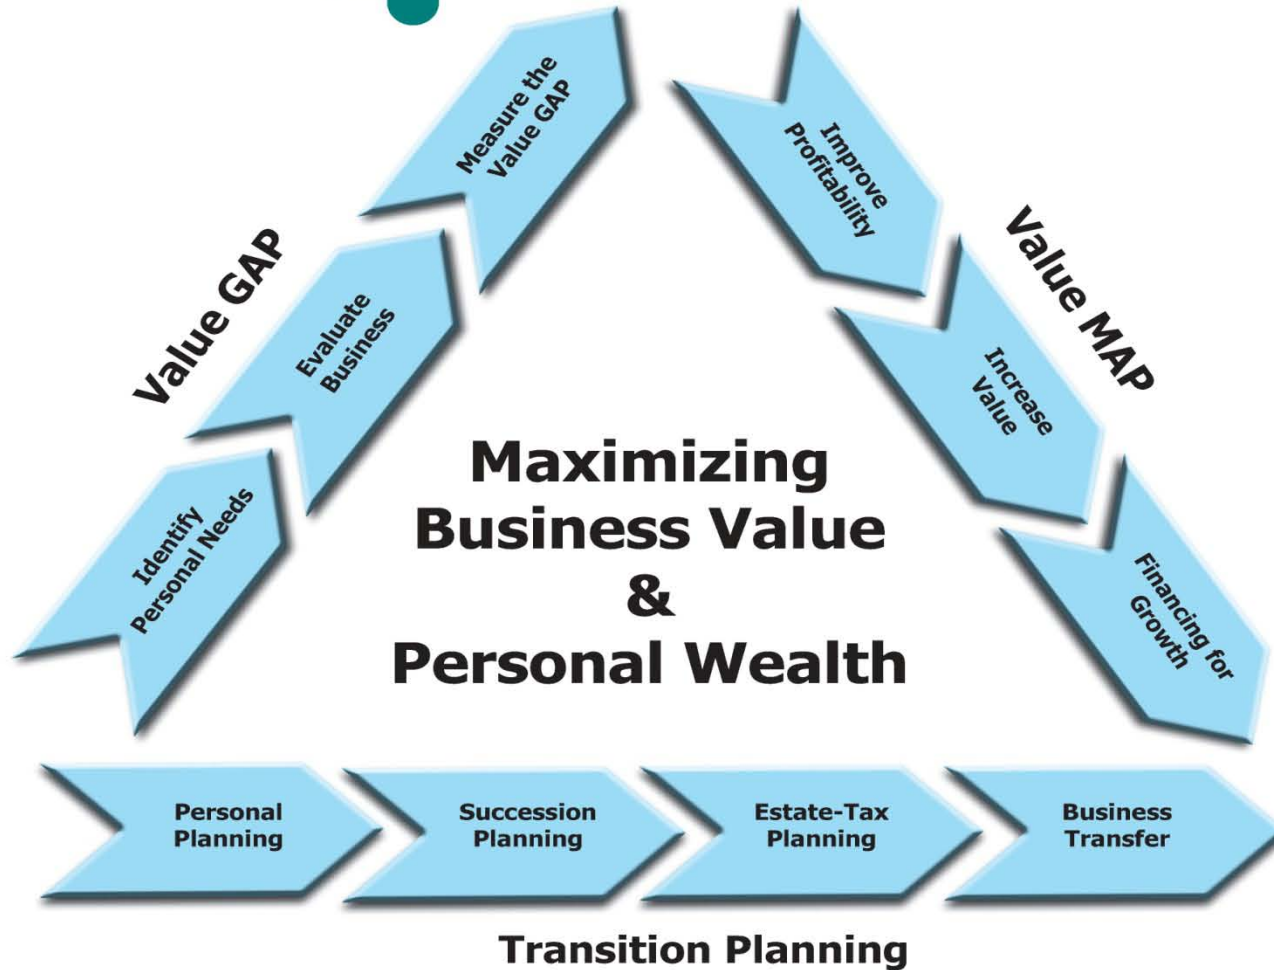 Measure the
Value GAP
Improve
Profitability
Value GAP
Value MAP
Evaluate
Business
Increase
Value
Identify
Personal Needs
Financing for
Growth
Maximizing
Business Value
&
Personal Wealth
Personal
Planning
Succession
Planning
Estate-Tax
Planning
Business
Transfer
Transition Planning